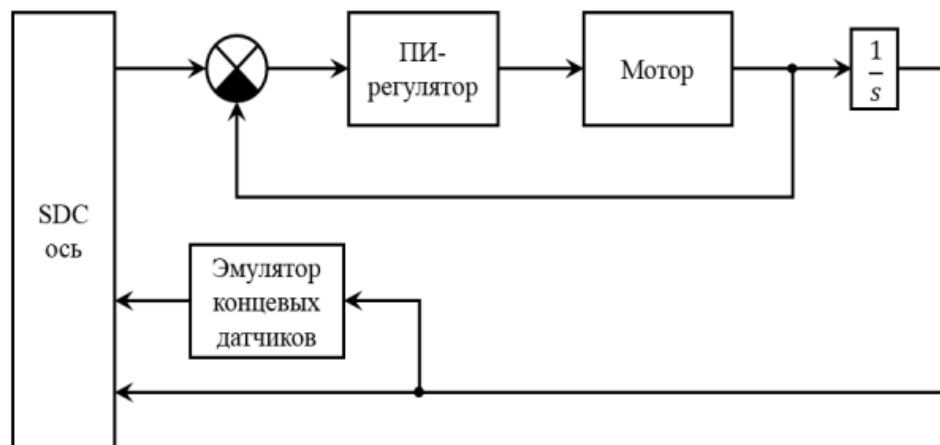 ПИ-
регулятор
Мотор
1
s
SDC
ось
Эмулятор
концевых
датчиков